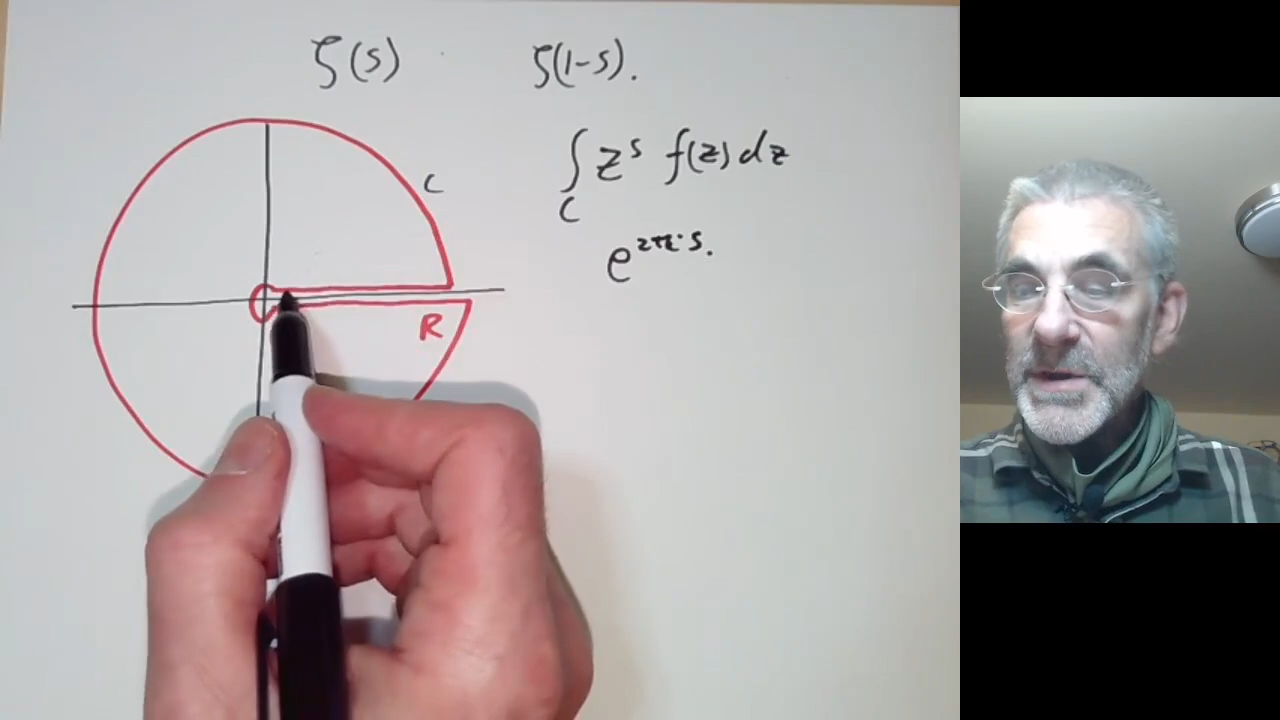 ζ(s) ζ(1-s).
∫ z^s f(z) dz
C
e^{2πi·s}.
C
R